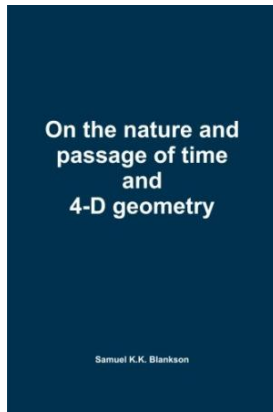 On the nature and
passage of time
and
4-D geometry
Samuel K.K. Blankson